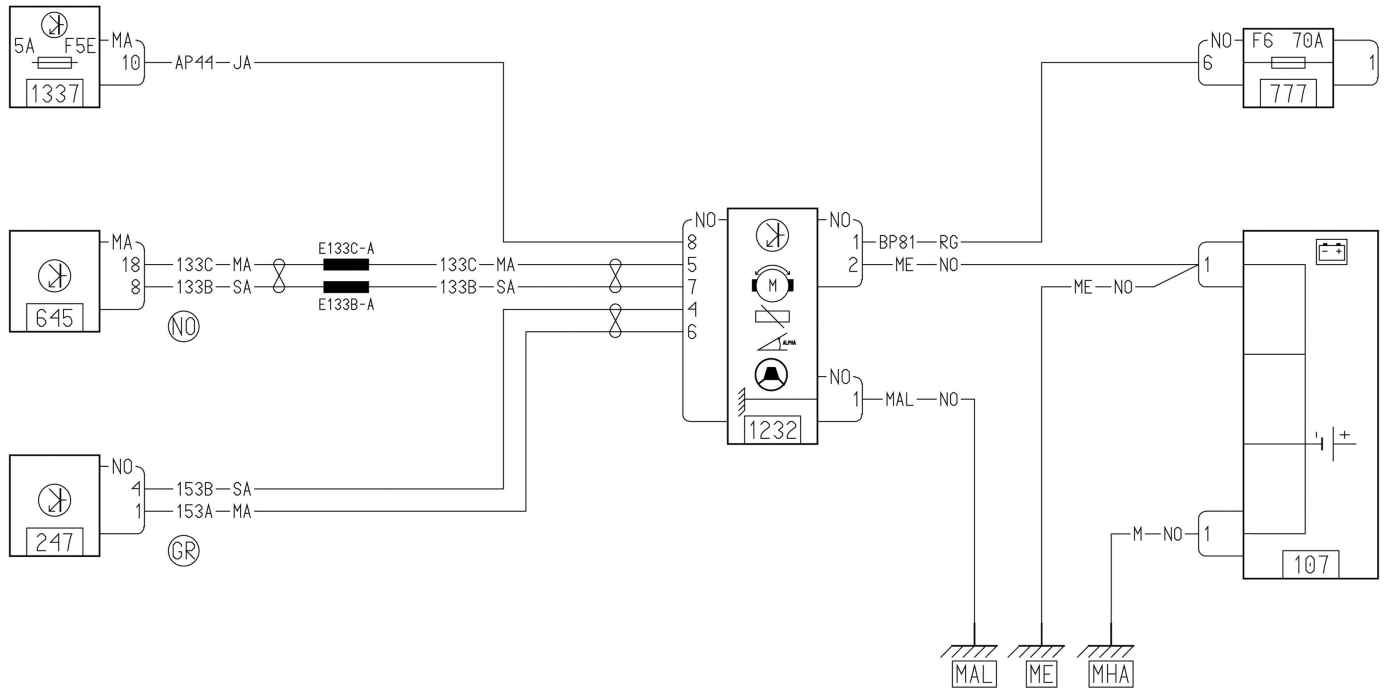 5A F5E
MA
10 AP44 JA
1337
NO
F6 70A
6
1
777
MA
18 133C MA
8 133B SA
645
NO
E133C-A
E133B-A
133C MA
133B SA
NO
8
5
7
4
6
M
ALPHA
1232
NO
1 BP81 RG
2 ME NO
NO
1 MAL NO
ME NO
1
- +
- +
M NO 1
107
NO
4 153B SA
1 153A MA
247
GR
MAL
ME
MHA